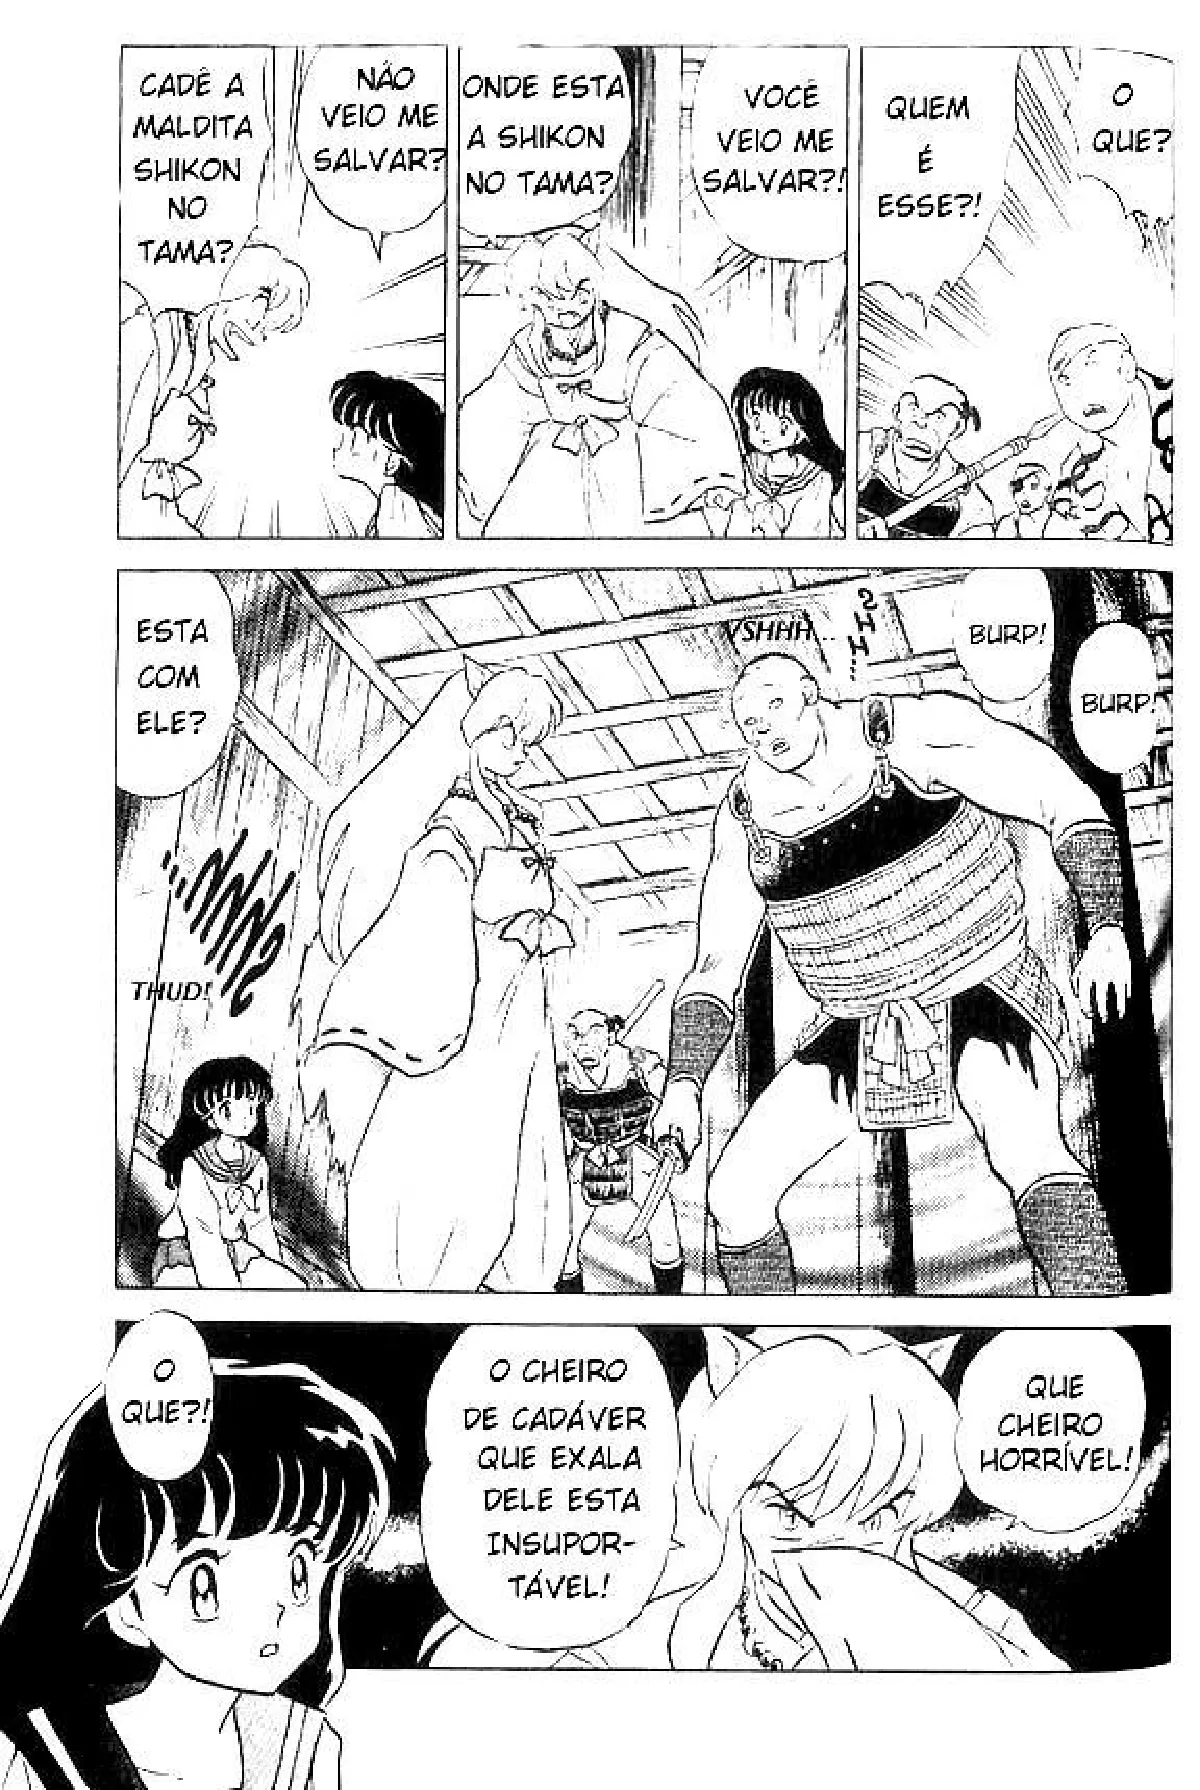 O
QUE?
QUEM
É
ESSE?!
VOCÊ
VEIO ME
SALVAR?!
ONDE ESTA
A SHIKON
NO TAMA?
NÃO
VEIO ME
SALVAR?
CADÊ A
MALDITA
SHIKON
NO
TAMA?
BURP!
BURP!
VSHHH...
ESTA
COM
ELE?
THUD!
QUE
CHEIRO
HORRÍVEL!
O CHEIRO
DE CADÁVER
QUE EXALA
DELE ESTA
INSUPOR-
TÁVEL!
O
QUE?!